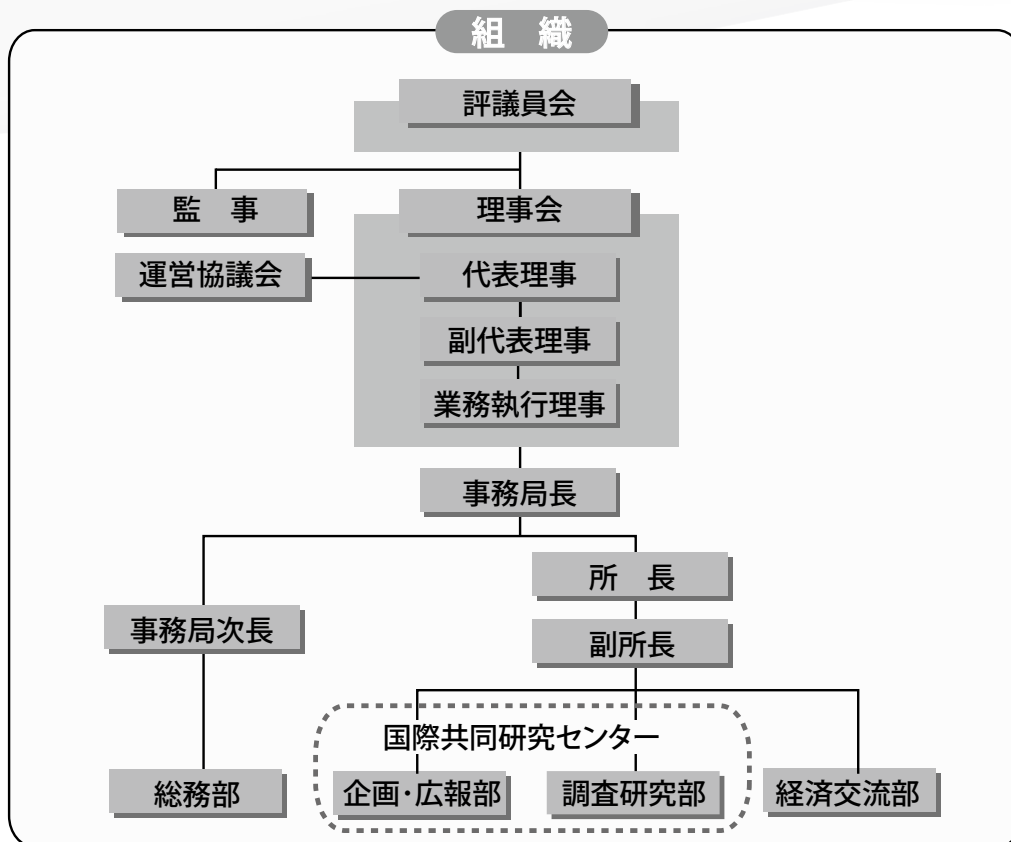 組　織
評議員会
監　事
理事会
運営協議会
代表理事
副代表理事
業務執行理事
事務局長
所　長
事務局次長
副所長
国際共同研究センター
総務部
企画・広報部
調査研究部
経済交流部